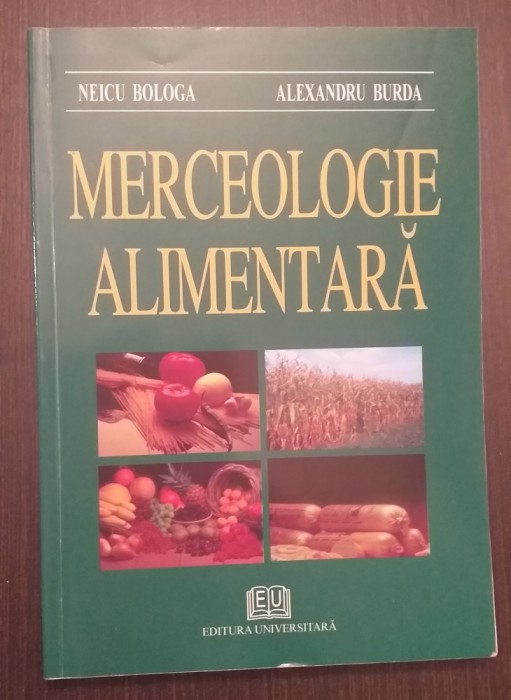 NEICU BOLOGA ALEXANDRU BURDA
MERCEOLOGIE
ALIMENTARĂ
EU
EDITURA UNIVERSITARĂ